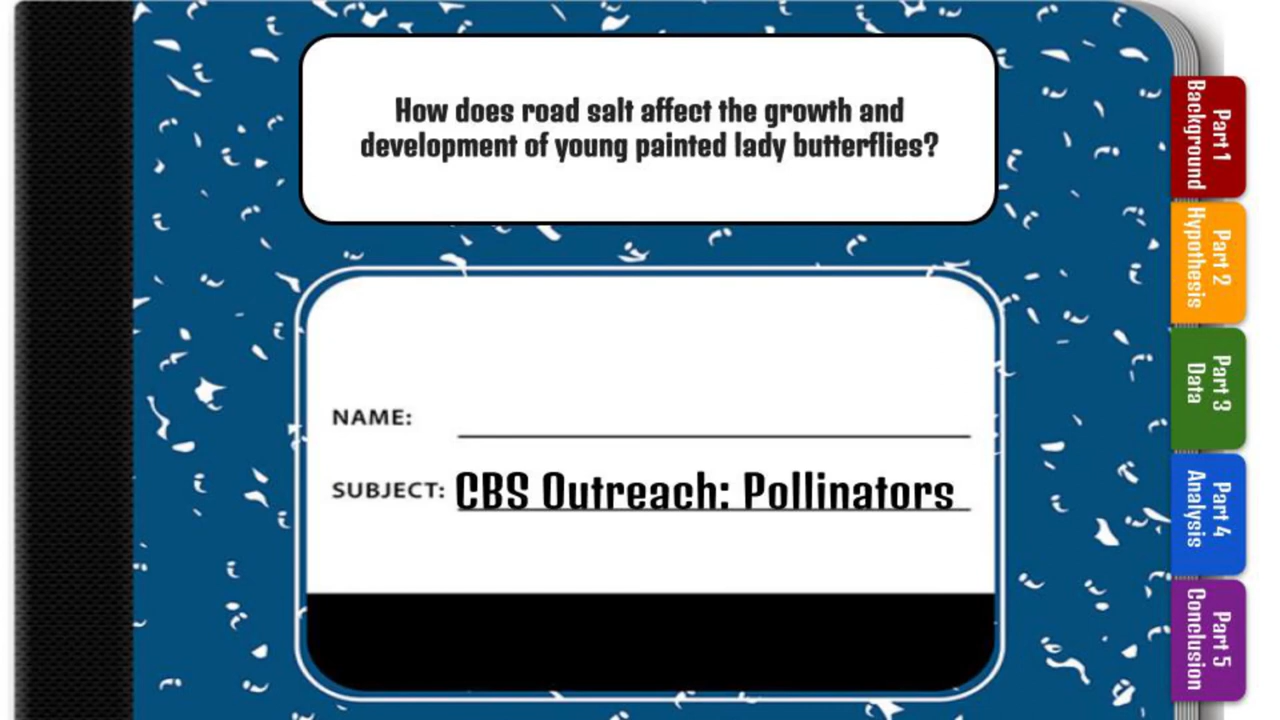 How does road salt affect the growth and
development of young painted lady butterflies?
NAME:
SUBJECT: CBS Outreach: Pollinators
Part 1
Background
Part 2
Hypothesis
Part 3
Data
Part 4
Analysis
Part 5
Conclusion